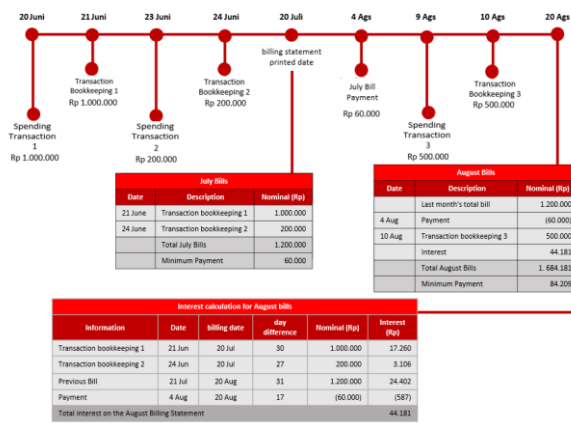 20 Juni 21 Juni 23 Juni 24 Juni 20 Juli 4 Ags 9 Ags 10 Ags 20 Ags
billing statement
printed date
Transaction
Bookkeeping 1
Rp 1.000.000
Transaction
Bookkeeping 2
Rp 200.000
July Bill
Payment
Rp 60.000
Transaction
Bookkeeping 3
Rp 500.000
Spending
Transaction
1
Rp 1.000.000
Spending
Transaction
2
Rp 200.000
Spending
Transaction
3
Rp 500.000
July Bills
Date Description Nominal (Rp)
21 June Transaction bookkeeping 1 1.000.000
24 June Transaction bookkeeping 2 200.000
Total July Bills 1.200.000
Minimum Payment 60.000
August Bills
Date Description Nominal (Rp)
Last month's total bill 1.200.000
4 Aug Payment (60.000)
10 Aug Transaction bookkeeping 3 500.000
Interest 44.181
Total August Bills 1. 684.181
Minimum Payment 84.209
Interest calculation for August bills
Information Date billing date day difference Nominal (Rp) Interest (Rp)
Transaction bookkeeping 1 21 Jun 20 Jul 30 1.000.000 17.260
Transaction bookkeeping 2 24 Jun 20 Jul 27 200.000 3.106
Previous Bill 21 Jul 20 Aug 31 1.200.000 24.402
Payment 4 Aug 20 Aug 17 (60.000) (587)
Total interest on the August Billing Statement 44.181